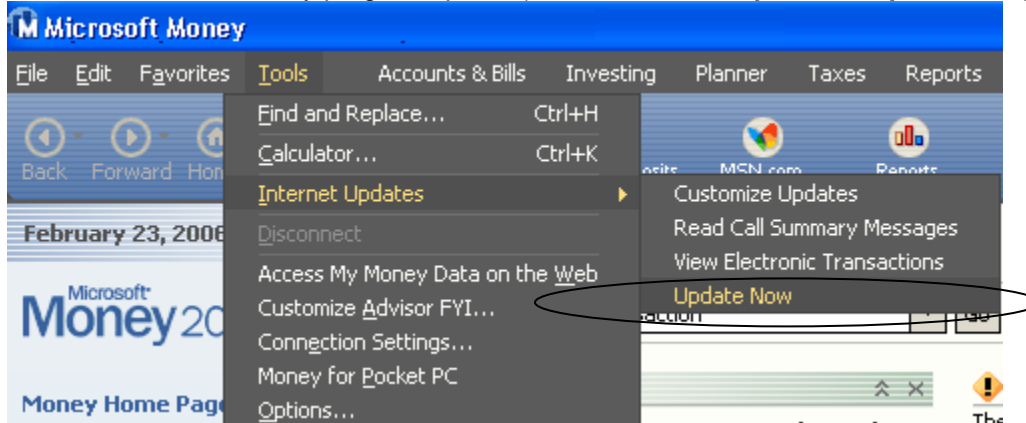 Microsoft Money
File Edit Favorites Tools Accounts & Bills Investing Planner Taxes Reports
Find and Replace... Ctrl+H
Calculator... Ctrl+K
Back Forward MSN.com Reports
Internet Updates
Customize Updates
February 23, 2006
Disconnect
Read Call Summary Messages
View Electronic Transactions
Access My Money Data on the Web
Update Now
Microsoft
Money 20
Customize Advisor FYI...
Go
Connection Settings...
Money for Pocket PC
Money Home Page
Options...
The